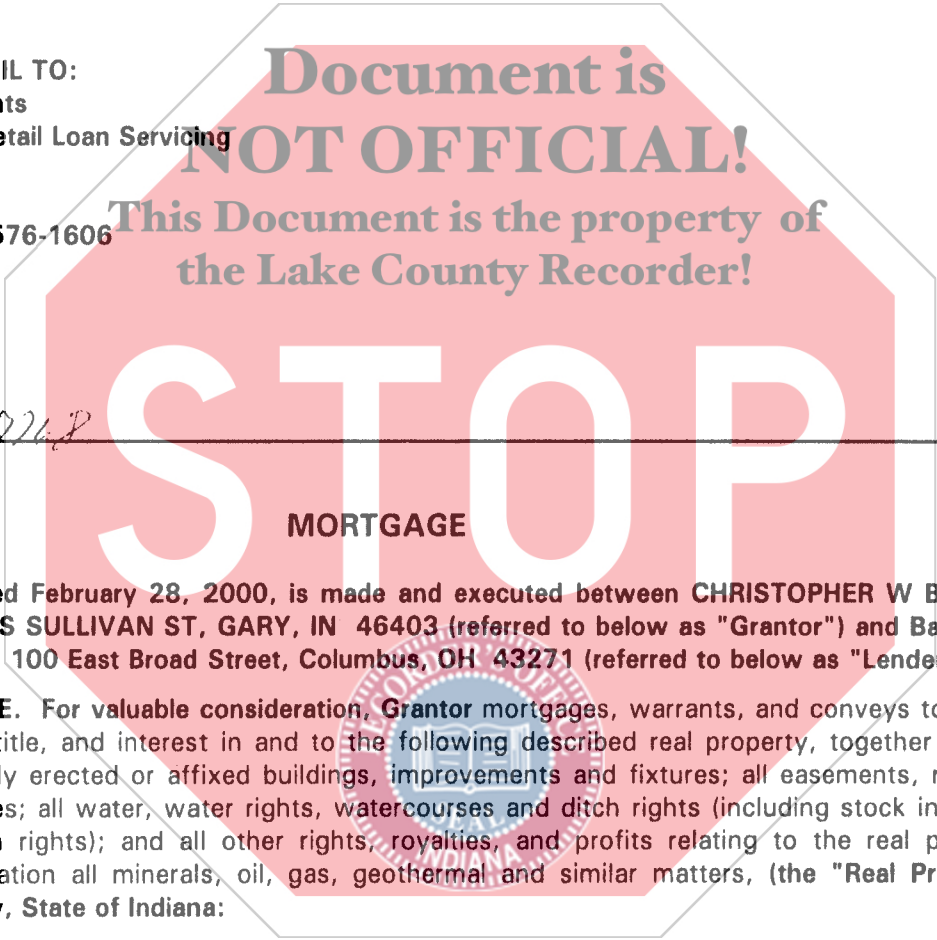 IL TO:
Document is
nts
etail Loan Servicing
NOT OFFICIAL!
This Document is the property of
576-1606
the Lake County Recorder!
STOP
MORTGAGE
ed February 28, 2000, is made and executed between CHRISTOPHER W B
S SULLIVAN ST, GARY, IN 46403 (referred to below as "Grantor") and Ba
100 East Broad Street, Columbus, OH 43271 (referred to below as "Lende
E. For valuable consideration, Grantor mortgages, warrants, and conveys to
title, and interest in and to the following described real property, together
ly erected or affixed buildings, improvements and fixtures; all easements, r
es; all water, water rights, watercourses and ditch rights (including stock in
rights); and all other rights, royalties, and profits relating to the real p
ation all minerals, oil, gas, geothermal and similar matters, (the "Real Pr
, State of Indiana:
RECORDER'S OFFICE
SEAL
INDIANA